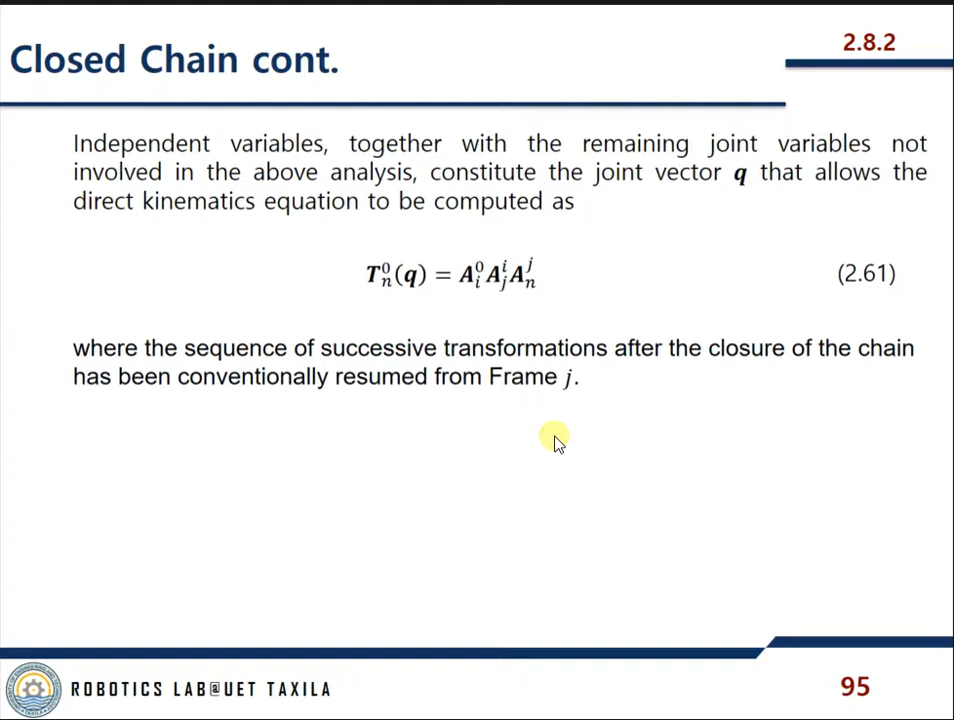 Closed Chain cont.
2.8.2
Independent variables, together with the remaining joint variables not
involved in the above analysis, constitute the joint vector q that allows the
direct kinematics equation to be computed as
T_n^0(q) = A_i^0 A_j^i A_n^j
(2.61)
where the sequence of successive transformations after the closure of the chain
has been conventionally resumed from Frame j.
ROBOTICS LAB@UET TAXILA
95